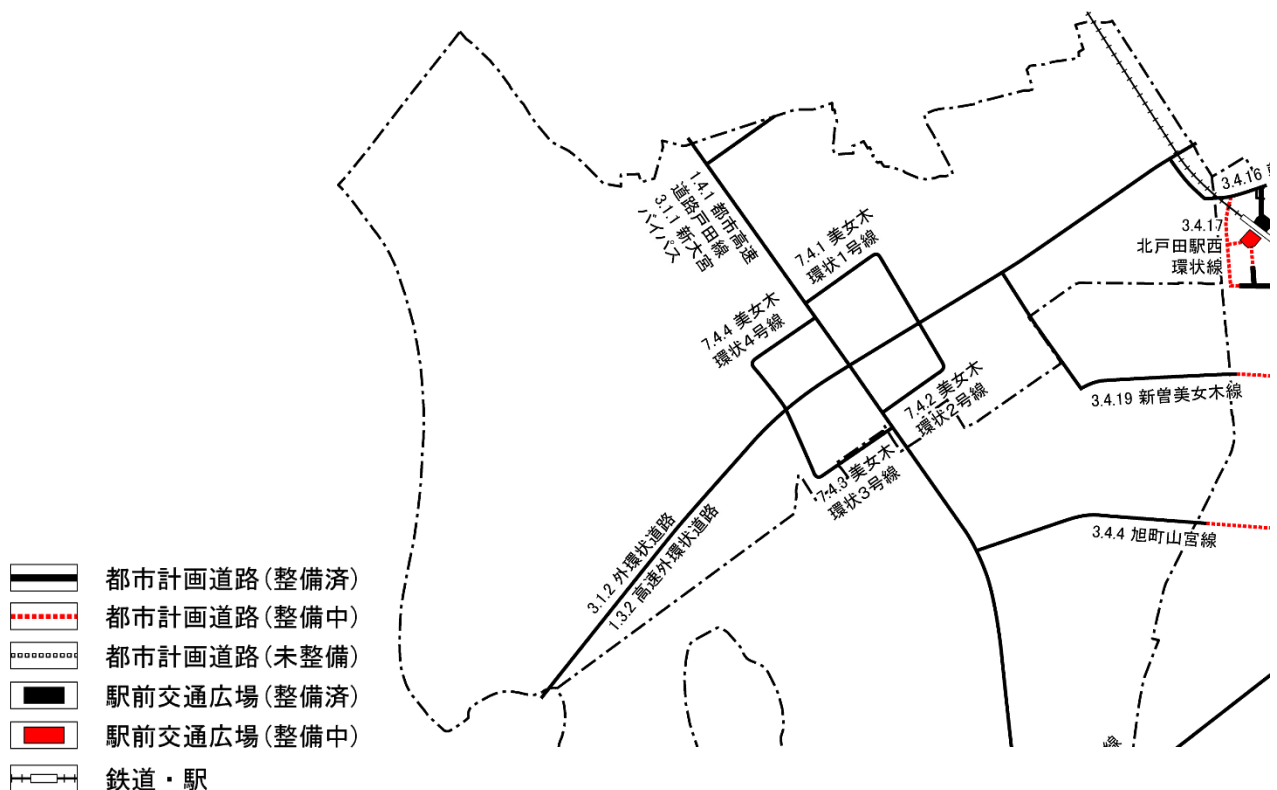 3.4.16
1.4.1 都市高速
道路戸田線
3.1.1 新大宮
バイパス
3.4.17
北戸田駅西
環状線
7.4.1 美女木
環状1号線
7.4.4 美女木
環状4号線
7.4.2 美女木
環状2号線
3.4.19 新曽美女木線
7.4.3 美女木
環状3号線
3.4.4 旭町山宮線
3.1.2 外環状道路
1.3.2 高速外環状道路
線
都市計画道路(整備済)
都市計画道路(整備中)
都市計画道路(未整備)
駅前交通広場(整備済)
駅前交通広場(整備中)
鉄道・駅